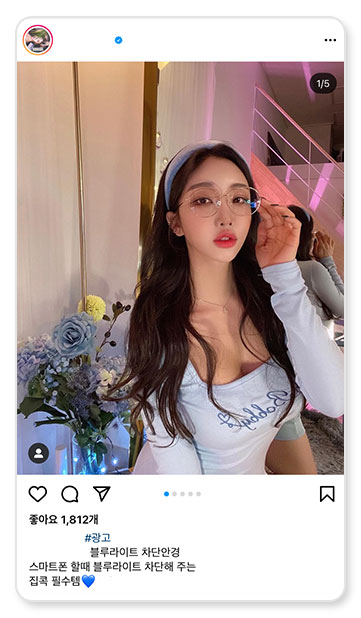 1/5
Bobbys
좋아요 1,812개
#광고
블루라이트 차단안경
스마트폰 할때 블루라이트 차단해 주는
집콕 필수템💙